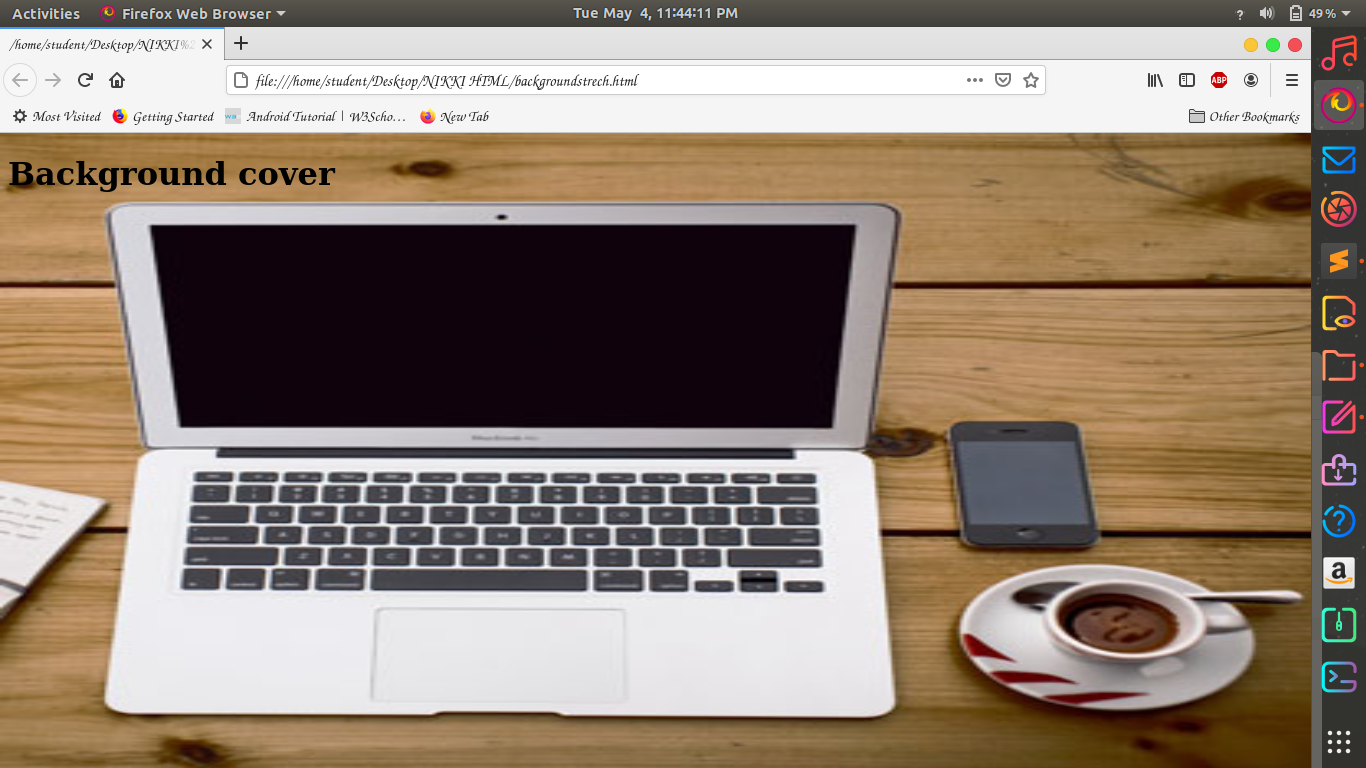 Activities Firefox Web Browser Tue May 4, 11:44:11 PM ? 49 %
/home/student/Desktop/NIKKI%2
file:///home/student/Desktop/NIKKI HTML/backgroundstrech.html ABP
Most Visited Getting Started Android Tutorial | W3Scho… New Tab Other Bookmarks
Background cover